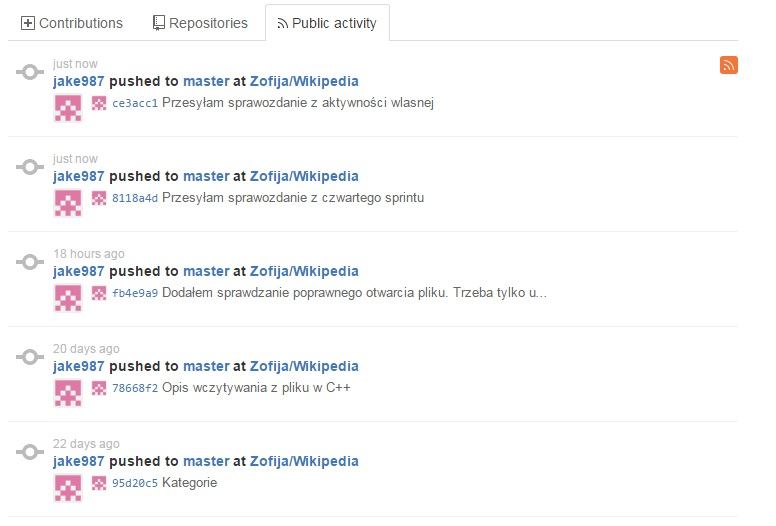 Contributions Repositories Public activity
just now
jake987 pushed to master at Zofija/Wikipedia
ce3acc1 Przesyłam sprawozdanie z aktywności wlasnej
just now
jake987 pushed to master at Zofija/Wikipedia
8118a4d Przesyłam sprawozdanie z czwartego sprintu
18 hours ago
jake987 pushed to master at Zofija/Wikipedia
fb4e9a9 Dodałem sprawdzanie poprawnego otwarcia pliku. Trzeba tylko u...
20 days ago
jake987 pushed to master at Zofija/Wikipedia
78668f2 Opis wczytywania z pliku w C++
22 days ago
jake987 pushed to master at Zofija/Wikipedia
95d20c5 Kategorie